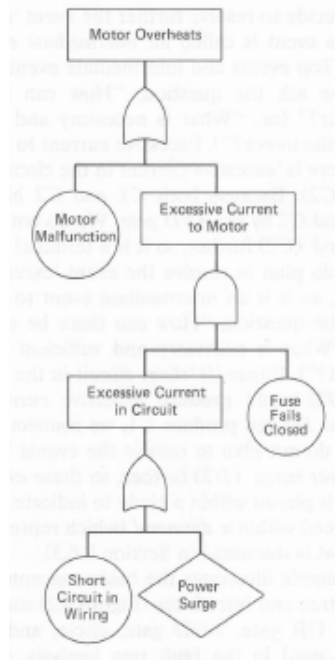 Motor Overheats
Motor
Malfunction
Excessive Current
to Motor
Excessive Current
in Circuit
Fuse
Fails
Closed
Short
Circuit in
Wiring
Power
Surge